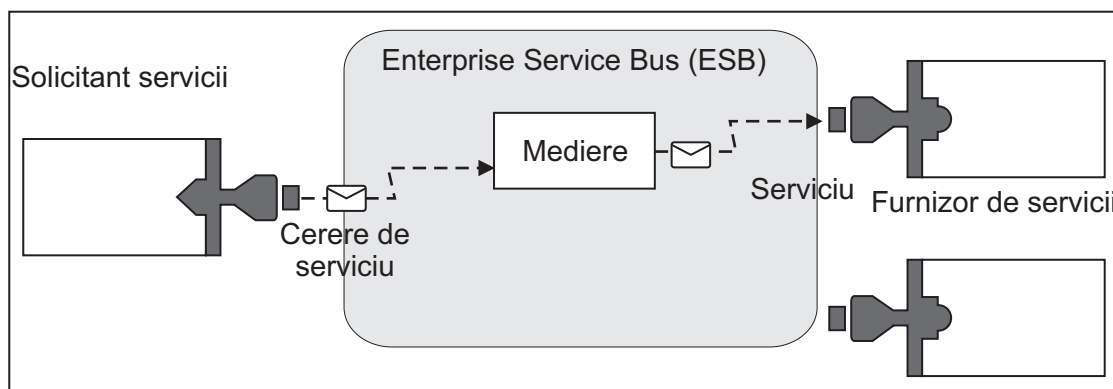 Enterprise Service Bus (ESB)
Solicitant servicii
Mediere
Serviciu
Furnizor de servicii
Cerere de
serviciu